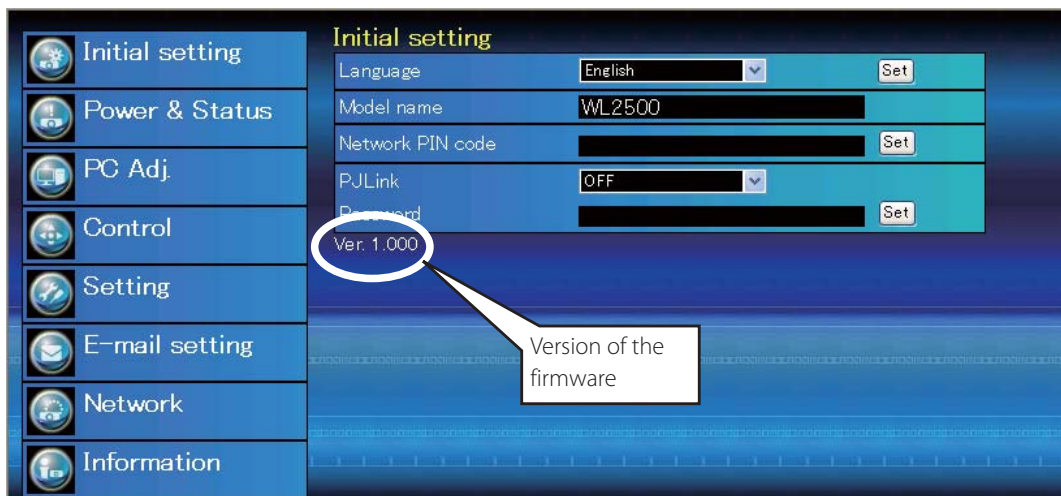 Initial setting
Power & Status
PC Adj.
Control
Setting
E-mail setting
Network
Information
Initial setting
Language English Set
Model name WL2500
Network PIN code Set
PJLink OFF
Password Set
Ver. 1.000
Version of the
firmware